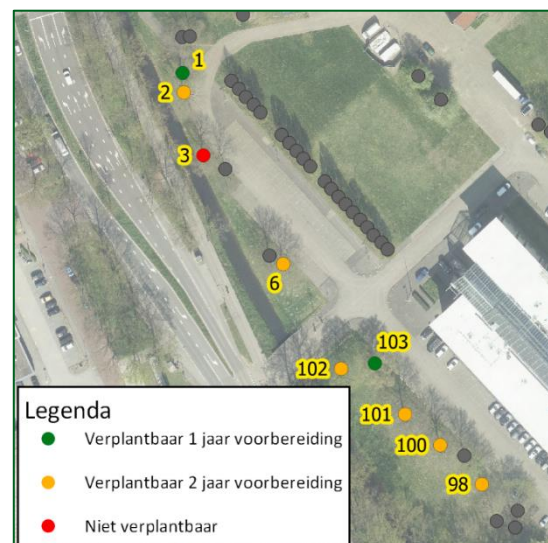 1
2
3
6
103
102
101
100
98
Legenda
Verplantbaar 1 jaar voorbereiding
Verplantbaar 2 jaar voorbereiding
Niet verplantbaar